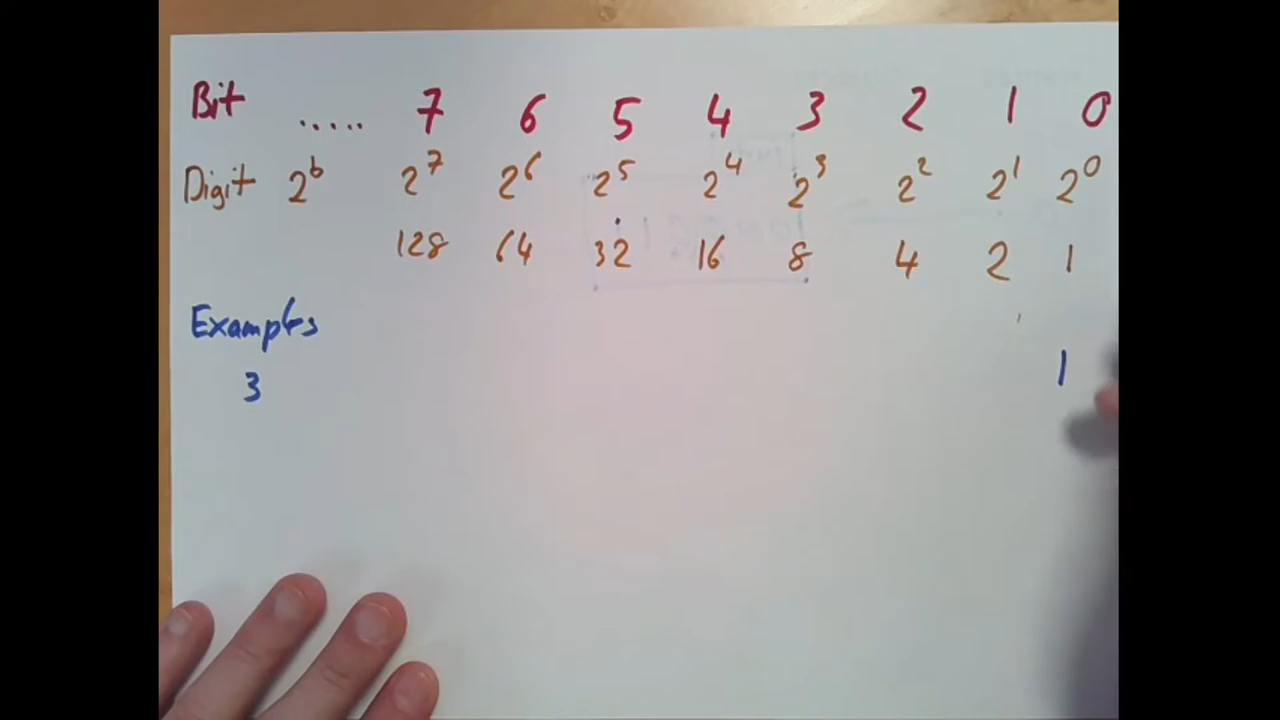 Bit ..... 7 6 5 4 3 2 1 0
Digit 2^b 2^7 2^6 2^5 2^4 2^3 2^2 2^1 2^0
128 64 32 16 8 4 2 1
Examples
3 1